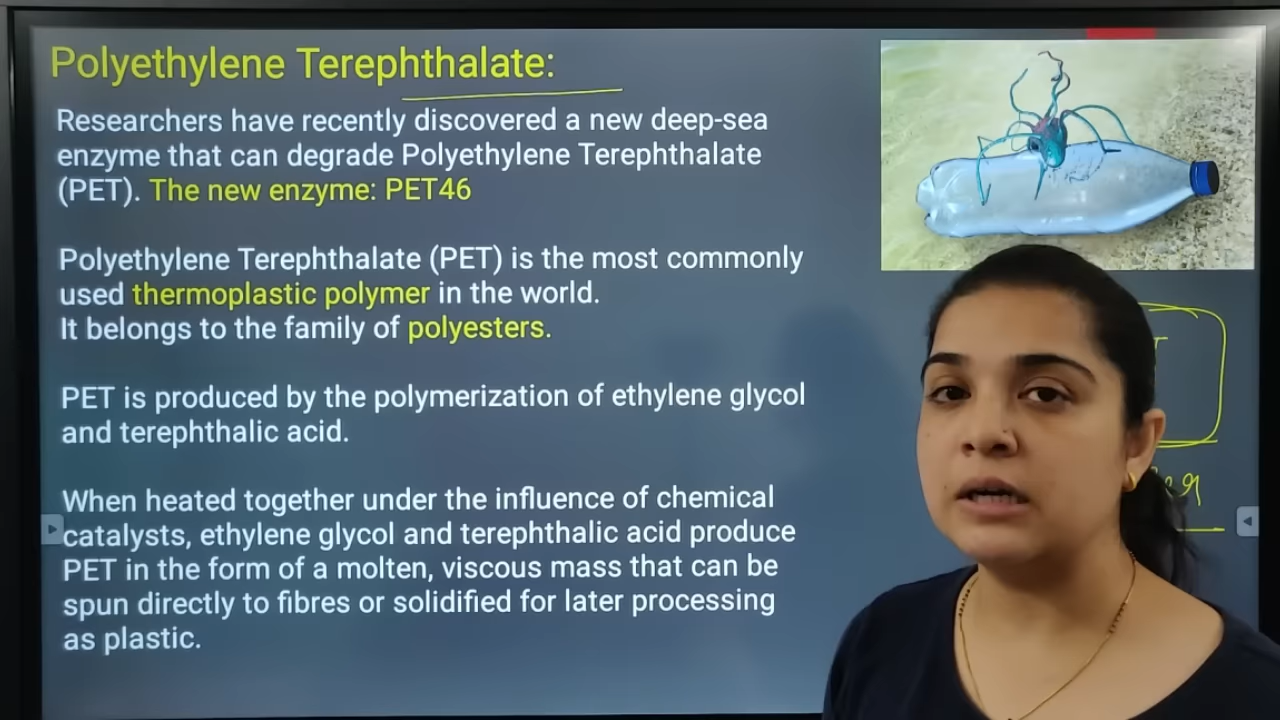 Polyethylene Terephthalate:
Researchers have recently discovered a new deep-sea
enzyme that can degrade Polyethylene Terephthalate
(PET). The new enzyme: PET46
Polyethylene Terephthalate (PET) is the most commonly
used thermoplastic polymer in the world.
It belongs to the family of polyesters.
PET is produced by the polymerization of ethylene glycol
and terephthalic acid.
When heated together under the influence of chemical
catalysts, ethylene glycol and terephthalic acid produce
PET in the form of a molten, viscous mass that can be
spun directly to fibres or solidified for later processing
as plastic.